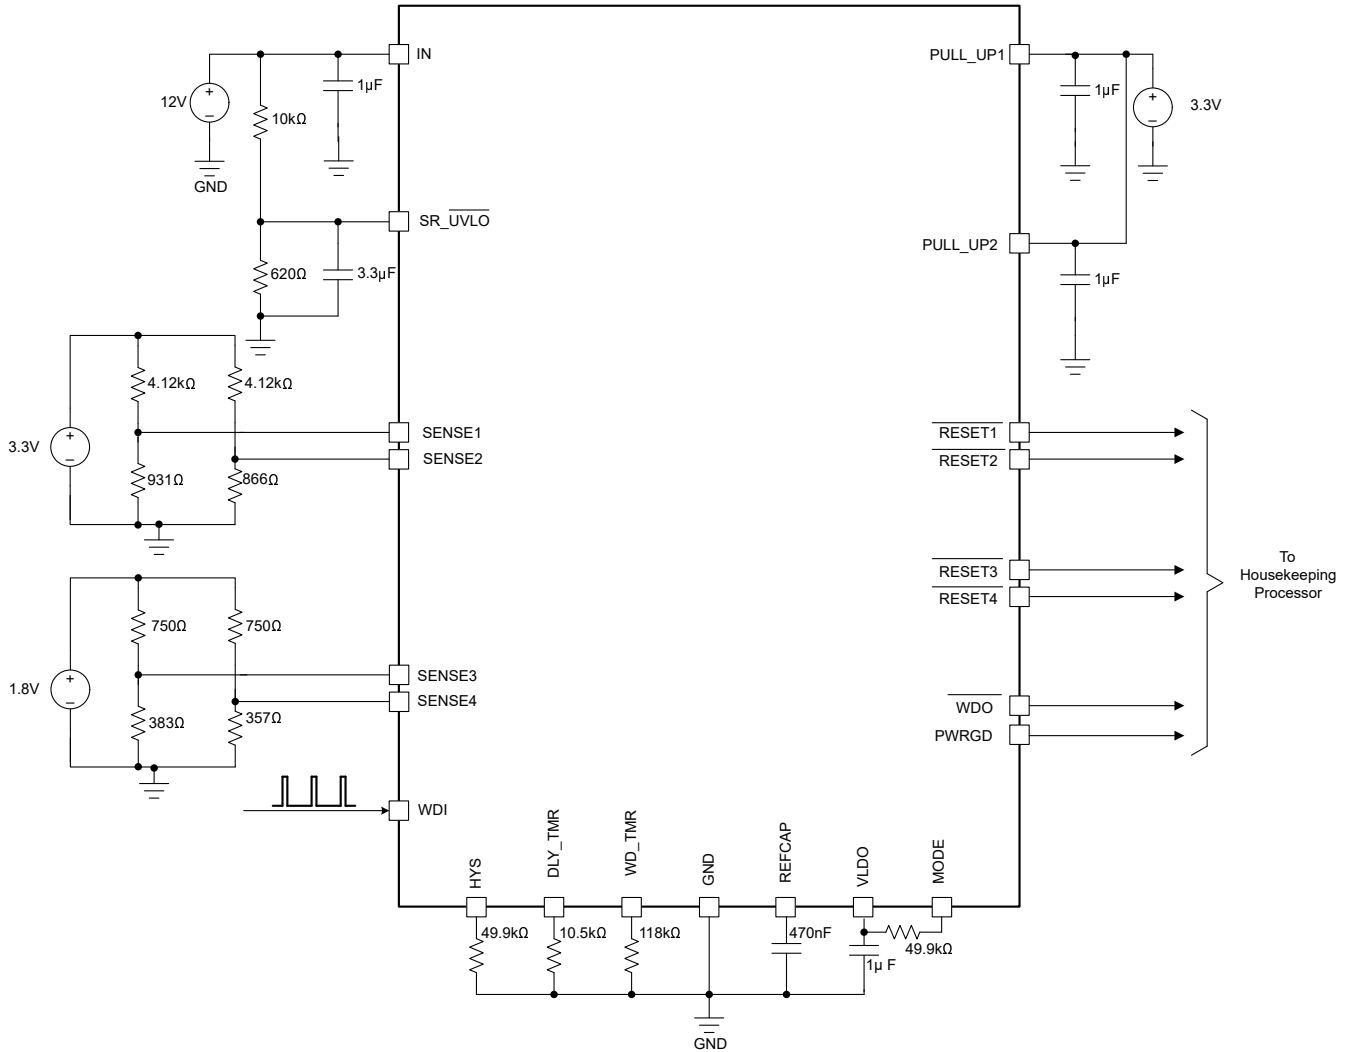 IN
PULL_UP1
1µF
12V
10kΩ
GND
1µF
3.3V
SR_UVLO
PULL_UP2
620Ω
3.3µF
1µF
4.12kΩ
4.12kΩ
3.3V
SENSE1
SENSE2
931Ω
866Ω
RESET1
RESET2
RESET3
RESET4
To
Housekeeping
Processor
750Ω
750Ω
1.8V
SENSE3
SENSE4
383Ω
357Ω
WDO
PWRGD
WDI
HYS
DLY_TMR
WD_TMR
GND
REFCAP
VLDO
MODE
49.9kΩ
10.5kΩ
118kΩ
470nF
1µ F
49.9kΩ
GND